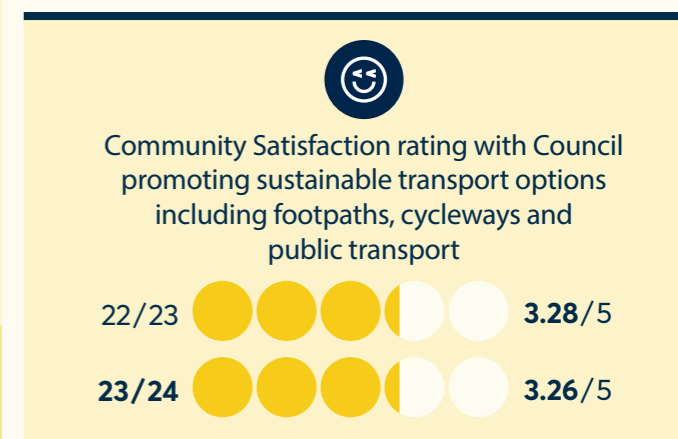 Community Satisfaction rating with Council
promoting sustainable transport options
including footpaths, cycleways and
public transport
22/23 3.28/5
23/24 3.26/5